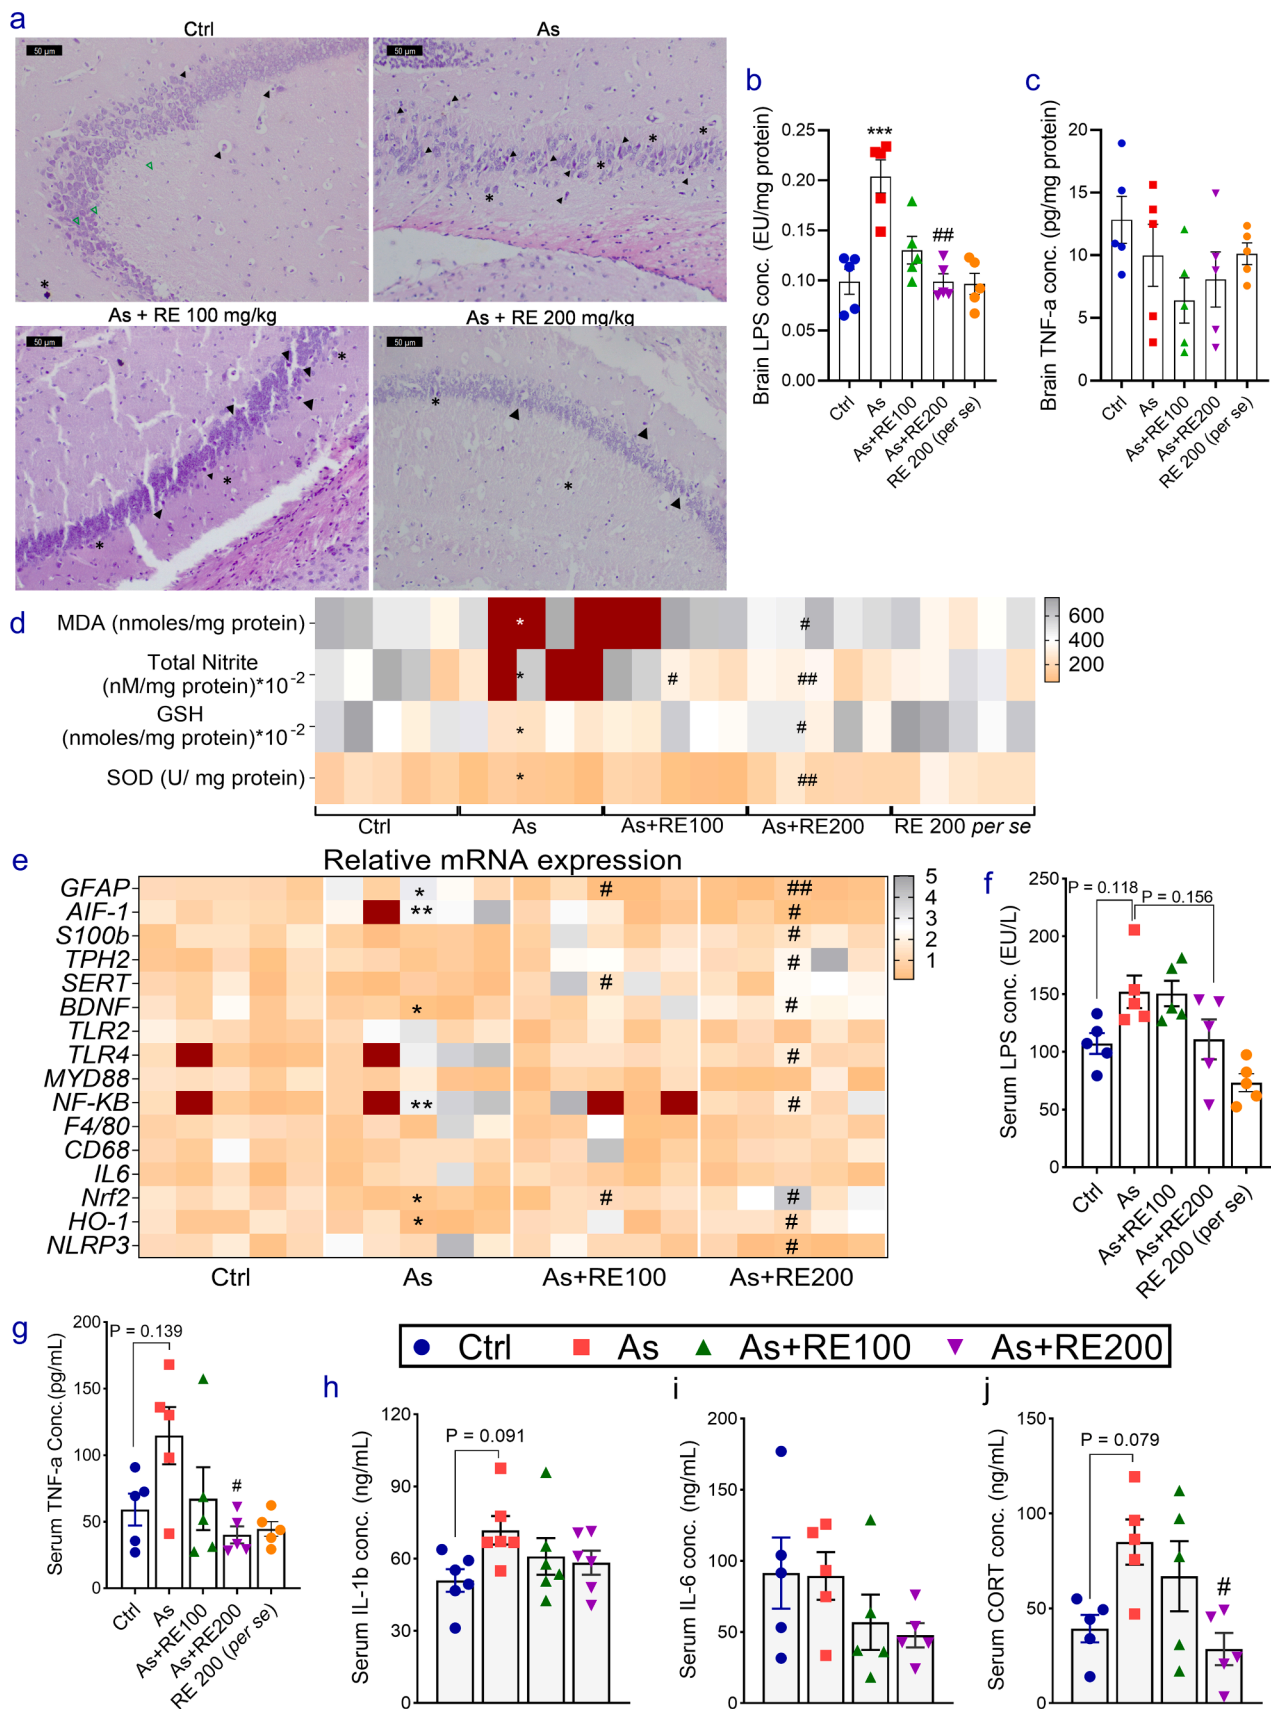 a
Ctrl
As
50 µm
50 µm
*
*
*
*
*
As + RE 100 mg/kg
As + RE 200 mg/kg
50 µm
50 µm
*
*
*
*
*
b
Brain LPS conc. (EU/mg protein)
0.25
0.20
0.15
0.10
0.05
0.00
***
##
Ctrl
As
As+RE100
As+RE200
RE 200 (per se)
c
Brain TNF-a conc. (pg/mg protein)
20
15
10
5
0
Ctrl
As
As+RE100
As+RE200
RE 200 (per se)
d
MDA (nmoles/mg protein)
* #
Total Nitrite
(nM/mg protein)*10-2
* # ##
GSH
(nmoles/mg protein)*10-2
* #
SOD (U/ mg protein)
* ##
Ctrl As As+RE100 As+RE200 RE 200 per se
600
400
200
e
Relative mRNA expression
GFAP * # ##
AIF-1 ** #
S100b #
TPH2 #
SERT #
BDNF * #
TLR2
TLR4 #
MYD88
NF-KB ** #
F4/80
CD68
IL6
Nrf2 * # #
HO-1 * #
NLRP3 #
Ctrl As As+RE100 As+RE200
5
4
3
2
1
f
Serum LPS conc. (EU/L)
250
200
150
100
50
0
P = 0.118
P = 0.156
Ctrl
As
As+RE100
As+RE200
RE 200 (per se)
g
Serum TNF-a Conc.(pg/mL)
200
150
100
50
0
P = 0.139
#
Ctrl
As
As+RE100
As+RE200
RE 200 (per se)
Ctrl As As+RE100 As+RE200
h
Serum IL-1b conc. (ng/mL)
120
90
60
30
0
P = 0.091
i
Serum IL-6 conc. (ng/mL)
200
150
100
50
0
j
Serum CORT conc. (ng/mL)
150
100
50
0
P = 0.079
#